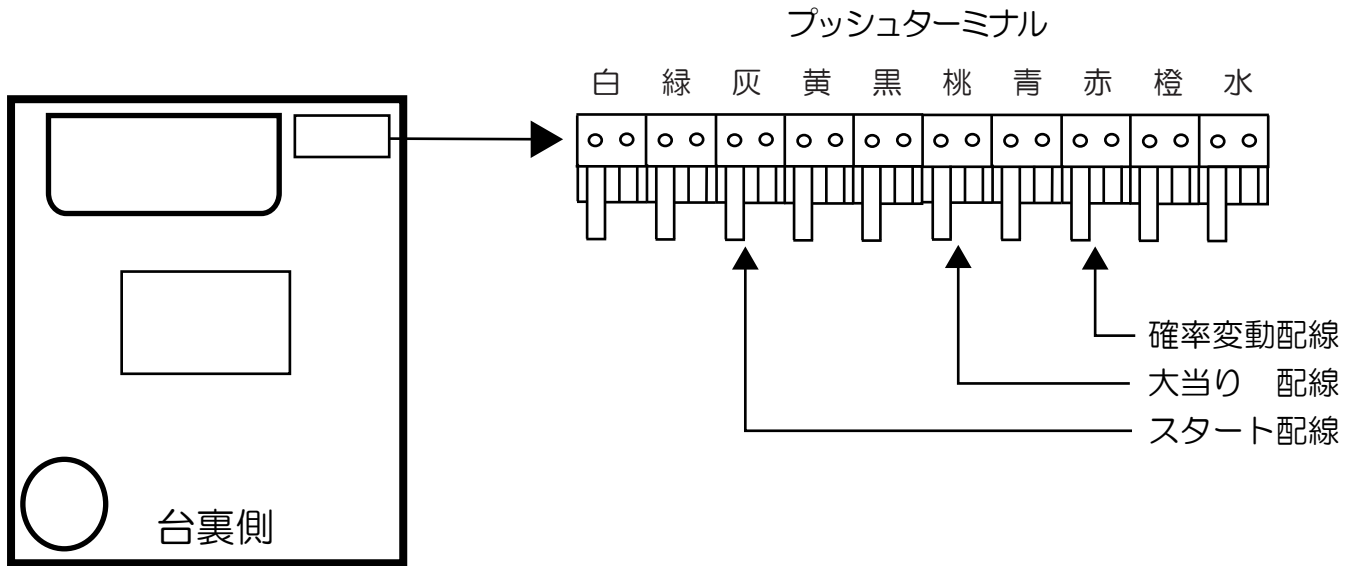 プッシュターミナル
白 緑 灰 黄 黒 桃 青 赤 橙 水
確率変動配線
大当り　配線
スタート配線
台裏側